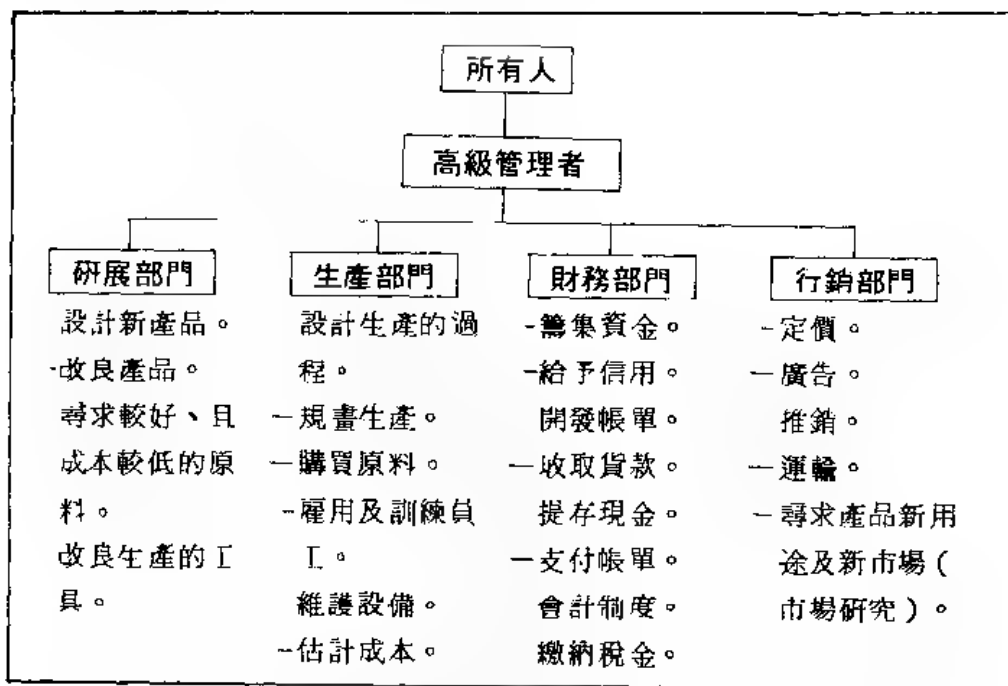 所有人
高級管理者
研展部門
設計新產品。
-改良產品。
尋求較好、且
成本較低的原
料。
改良生產的工
具。
生產部門
設計生產的過
程。
－規畫生產。
－購買原料。
-雇用及訓練員
工。
維護設備。
-估計成本。
財務部門
-籌集資金。
-給予信用。
開發帳單。
－收取貨款。
提存現金。
－支付帳單。
會計制度。
繳納稅金。
行銷部門
-定價。
－廣告。
推銷。
－運輸。
－尋求產品新用
途及新市場（
市場研究）。